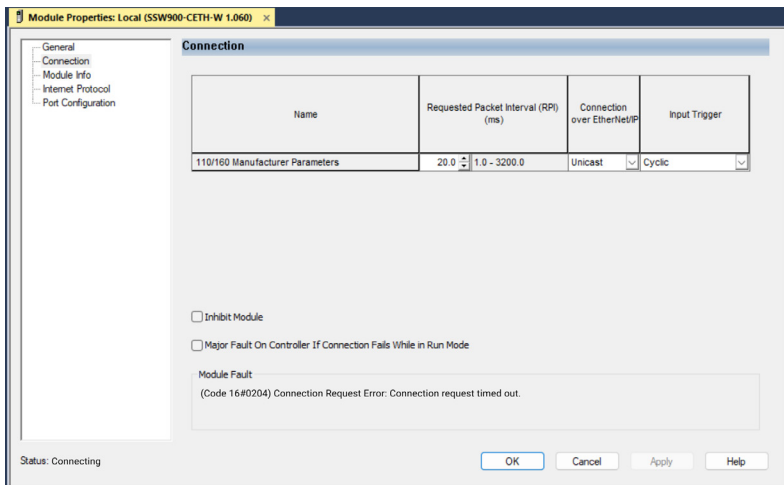 Module Properties: Local (SSW900-CETH-W 1.060) ×
General
Connection
Module Info
Internet Protocol
Port Configuration
Connection
Name
Requested Packet Interval (RPI)
(ms)
Connection
over EtherNet/IP
Input Trigger
110/160 Manufacturer Parameters
20.0
1.0 - 3200.0
Unicast
Cyclic
Inhibit Module
Major Fault On Controller If Connection Fails While in Run Mode
Module Fault
(Code 16#0204) Connection Request Error: Connection request timed out.
Status: Connecting
OK
Cancel
Apply
Help